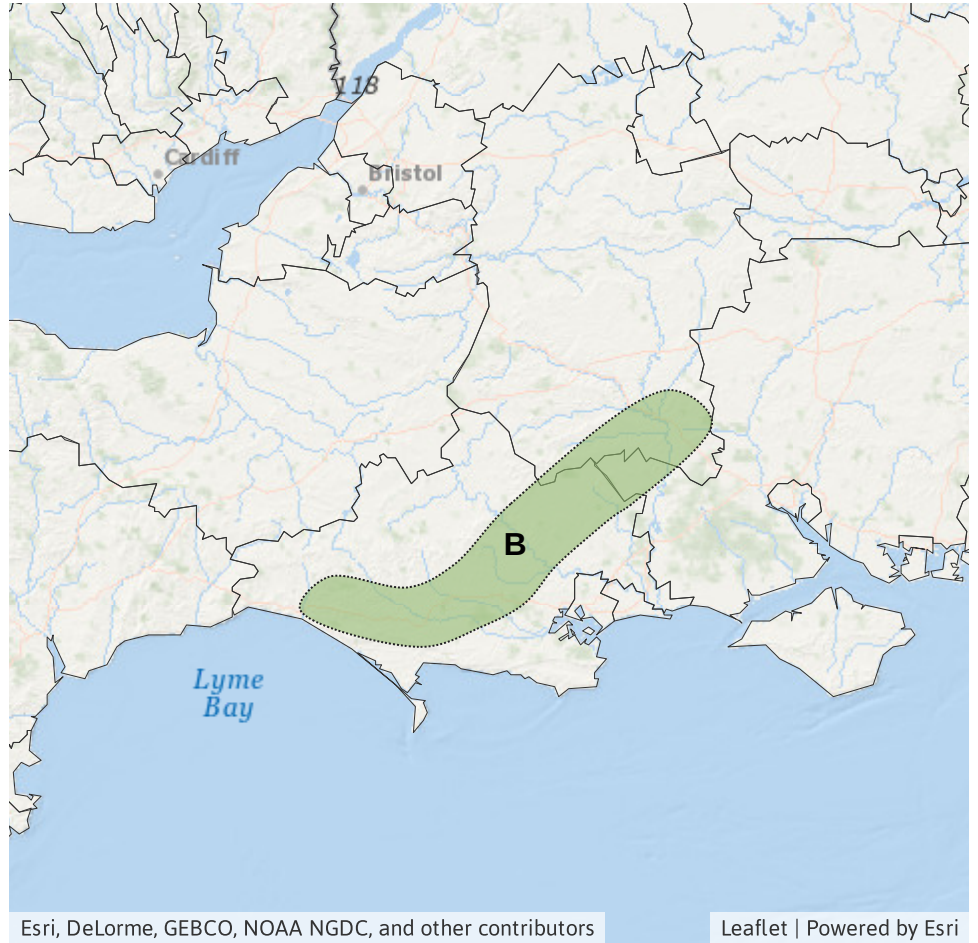 118
Cardiff
Bristol
B
Lyme
Bay
Esri, DeLorme, GEBCO, NOAA NGDC, and other contributors
Leaflet | Powered by Esri